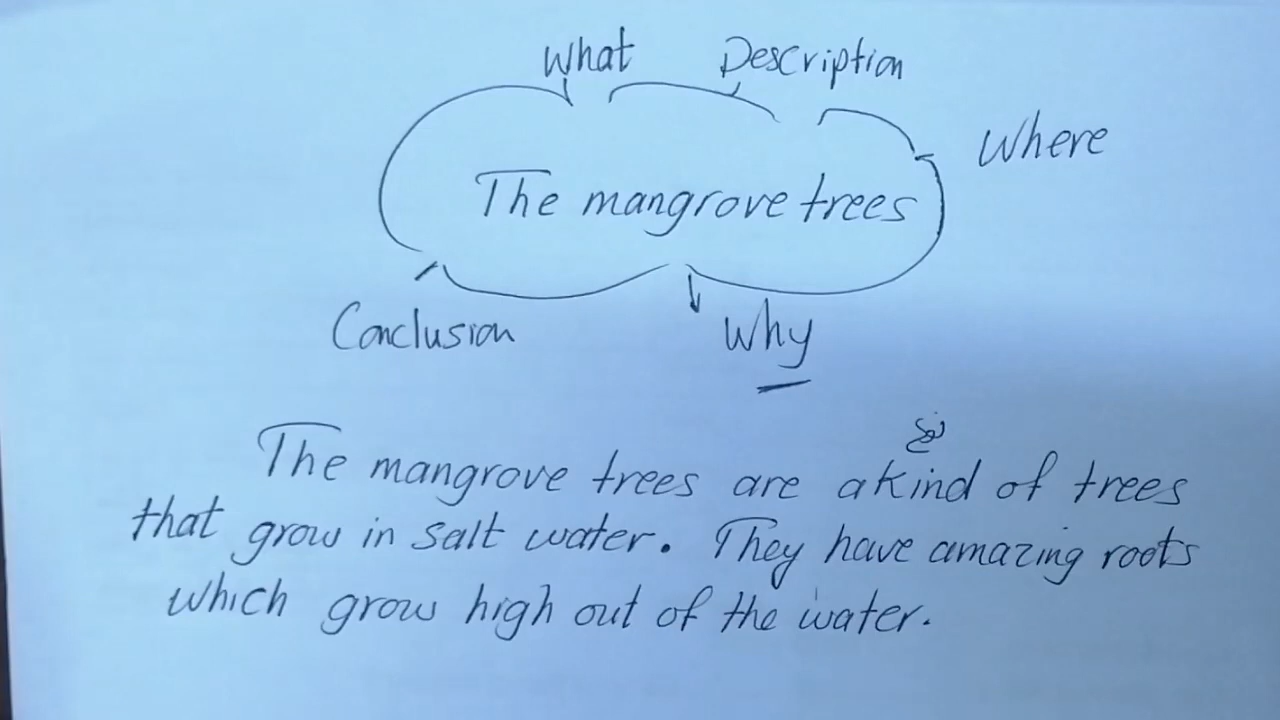 What
Description
Where
The mangrove trees
Conclusion
Why
The mangrove trees are a kind of trees
that grow in salt water. They have amazing roots
which grow high out of the water.